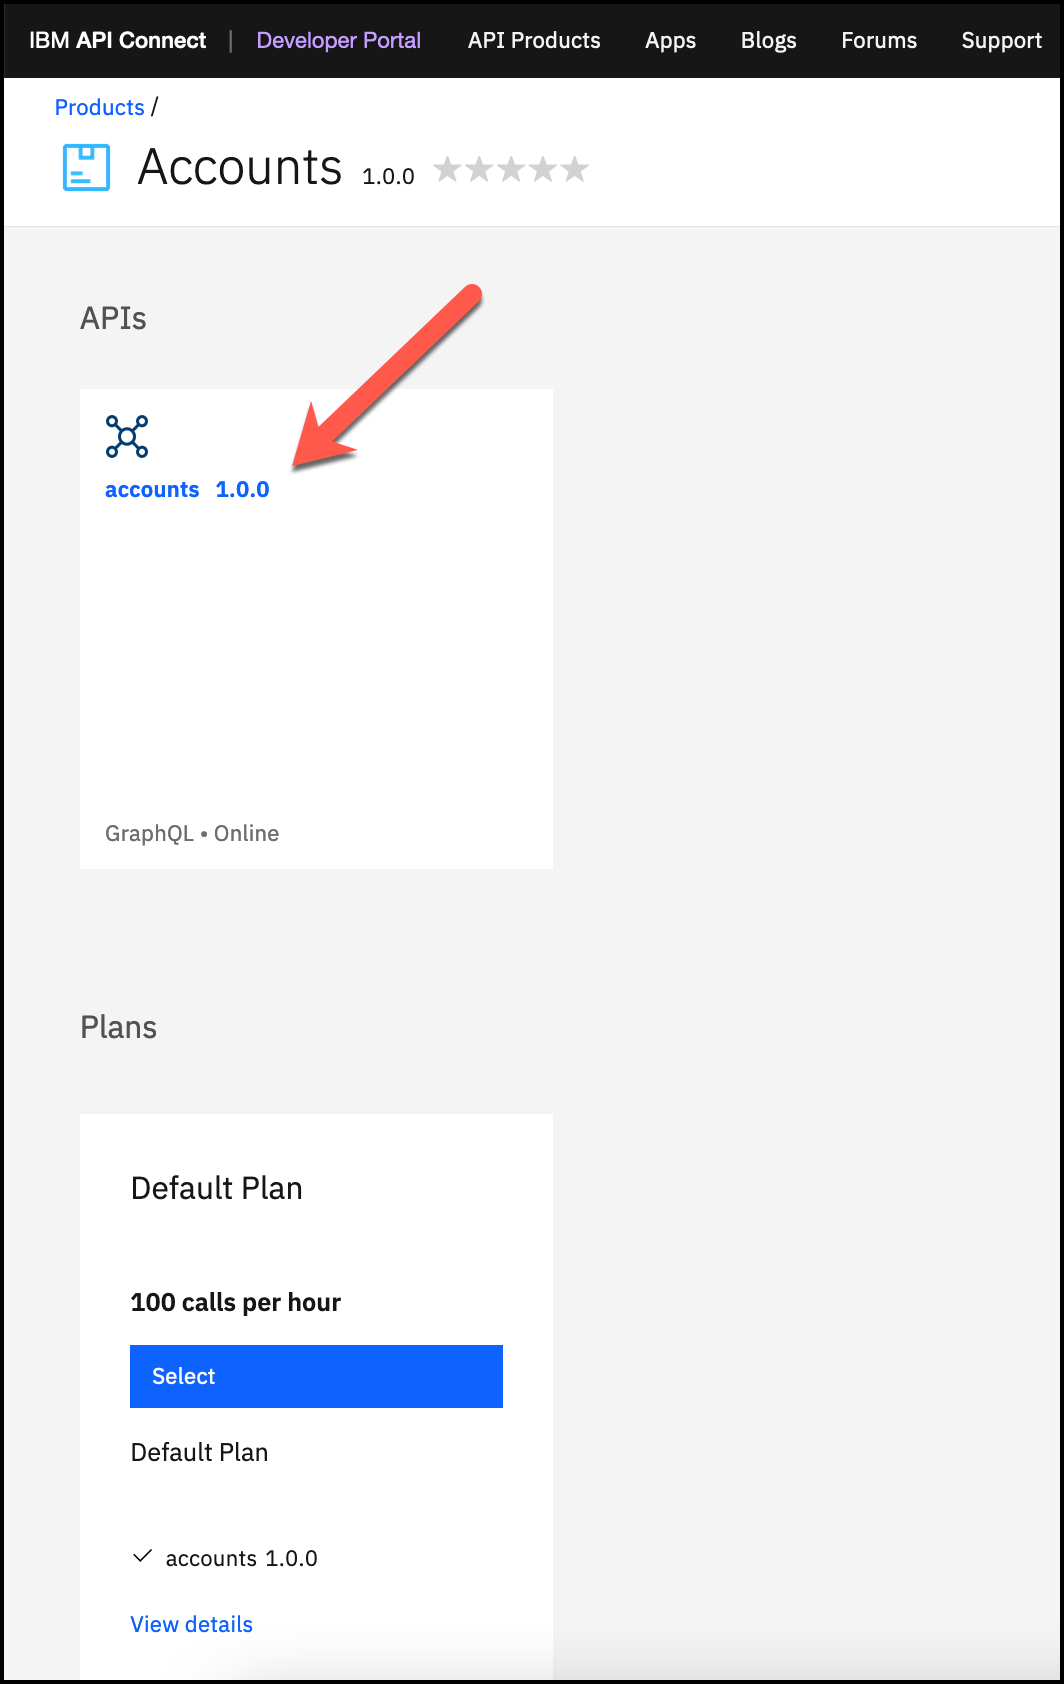 IBM API Connect | Developer Portal API Products Apps Blogs Forums Support
Products /
Accounts 1.0.0
APIs
accounts 1.0.0
GraphQL • Online
Plans
Default Plan
100 calls per hour
Select
Default Plan
accounts 1.0.0
View details